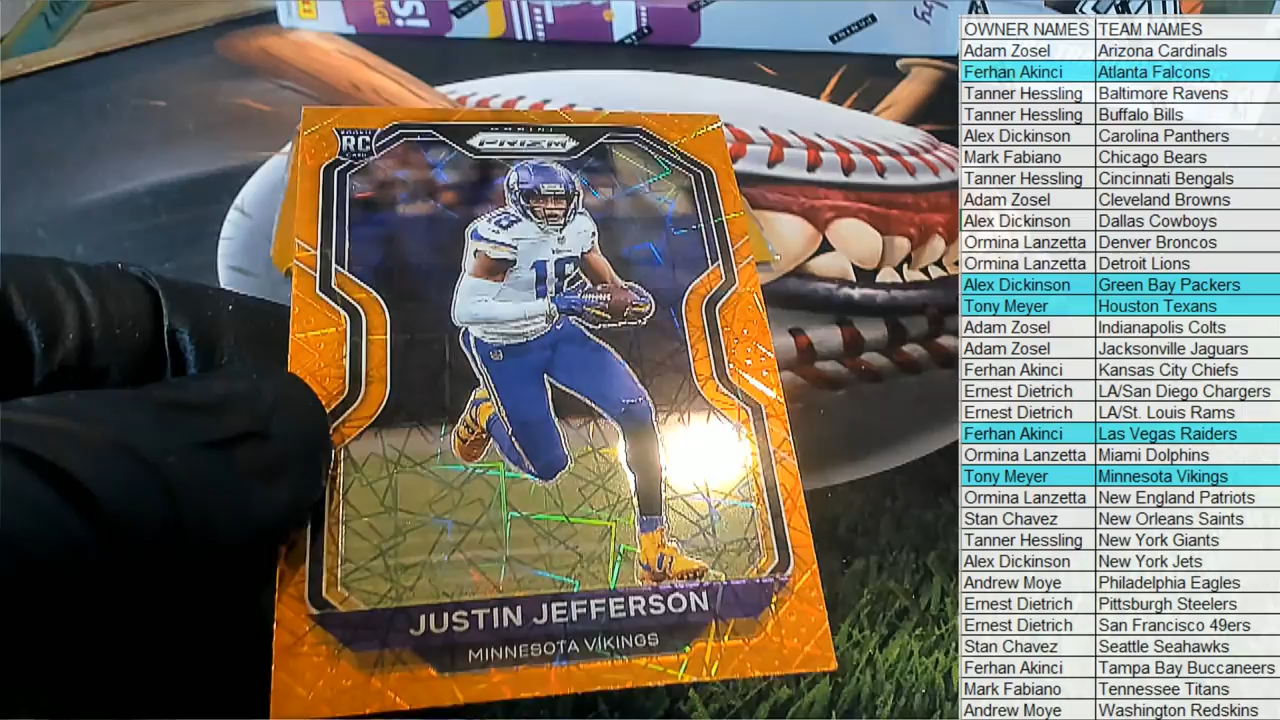 OWNER NAMES TEAM NAMES
Adam Zosel Arizona Cardinals
Ferhan Akinci Atlanta Falcons
Tanner Hessling Baltimore Ravens
Tanner Hessling Buffalo Bills
Alex Dickinson Carolina Panthers
Mark Fabiano Chicago Bears
Tanner Hessling Cincinnati Bengals
Adam Zosel Cleveland Browns
Alex Dickinson Dallas Cowboys
Ormina Lanzetta Denver Broncos
Ormina Lanzetta Detroit Lions
Alex Dickinson Green Bay Packers
Tony Meyer Houston Texans
Adam Zosel Indianapolis Colts
Adam Zosel Jacksonville Jaguars
Ferhan Akinci Kansas City Chiefs
Ernest Dietrich LA/San Diego Chargers
Ernest Dietrich LA/St. Louis Rams
Ferhan Akinci Las Vegas Raiders
Ormina Lanzetta Miami Dolphins
Tony Meyer Minnesota Vikings
Ormina Lanzetta New England Patriots
Stan Chavez New Orleans Saints
Tanner Hessling New York Giants
Alex Dickinson New York Jets
Andrew Moye Philadelphia Eagles
Ernest Dietrich Pittsburgh Steelers
Ernest Dietrich San Francisco 49ers
Stan Chavez Seattle Seahawks
Ferhan Akinci Tampa Bay Buccaneers
Mark Fabiano Tennessee Titans
Andrew Moye Washington Redskins
PANINI
PRIZM
ROOKIE
RC
CARD
18
18
JUSTIN JEFFERSON
MINNESOTA VIKINGS